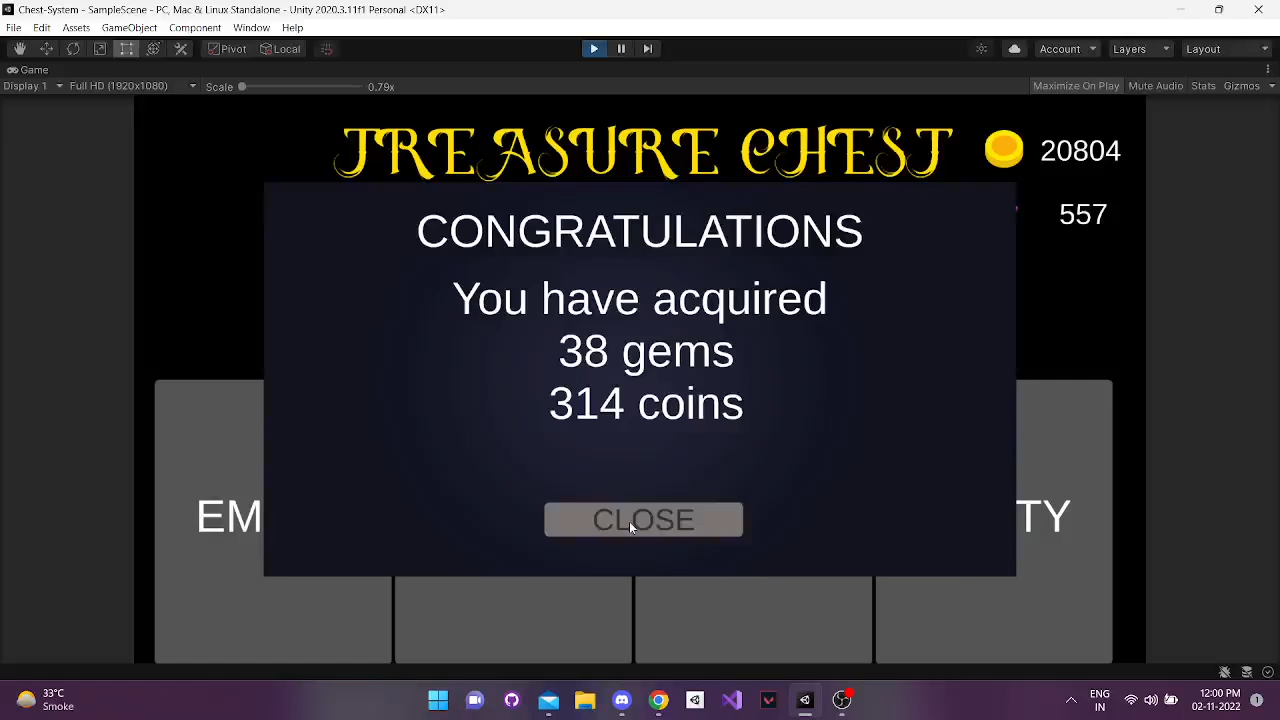 Chest-System - SampleScene - PC, Mac & Linux Standalone - Unity 2020.3.11f1 Personal <DX11>
File Edit Assets GameObject Component Window Help
Pivot Local Account Layers Layout
Game
Display 1 Full HD (1920x1080) Scale 0.79x Maximize On Play Mute Audio Stats Gizmos
TREASURE CHEST 20804
557
CONGRATULATIONS
You have acquired
38 gems
314 coins
EM TY
CLOSE
33°C
Smoke
ENG
IN
12:00 PM
02-11-2022
1